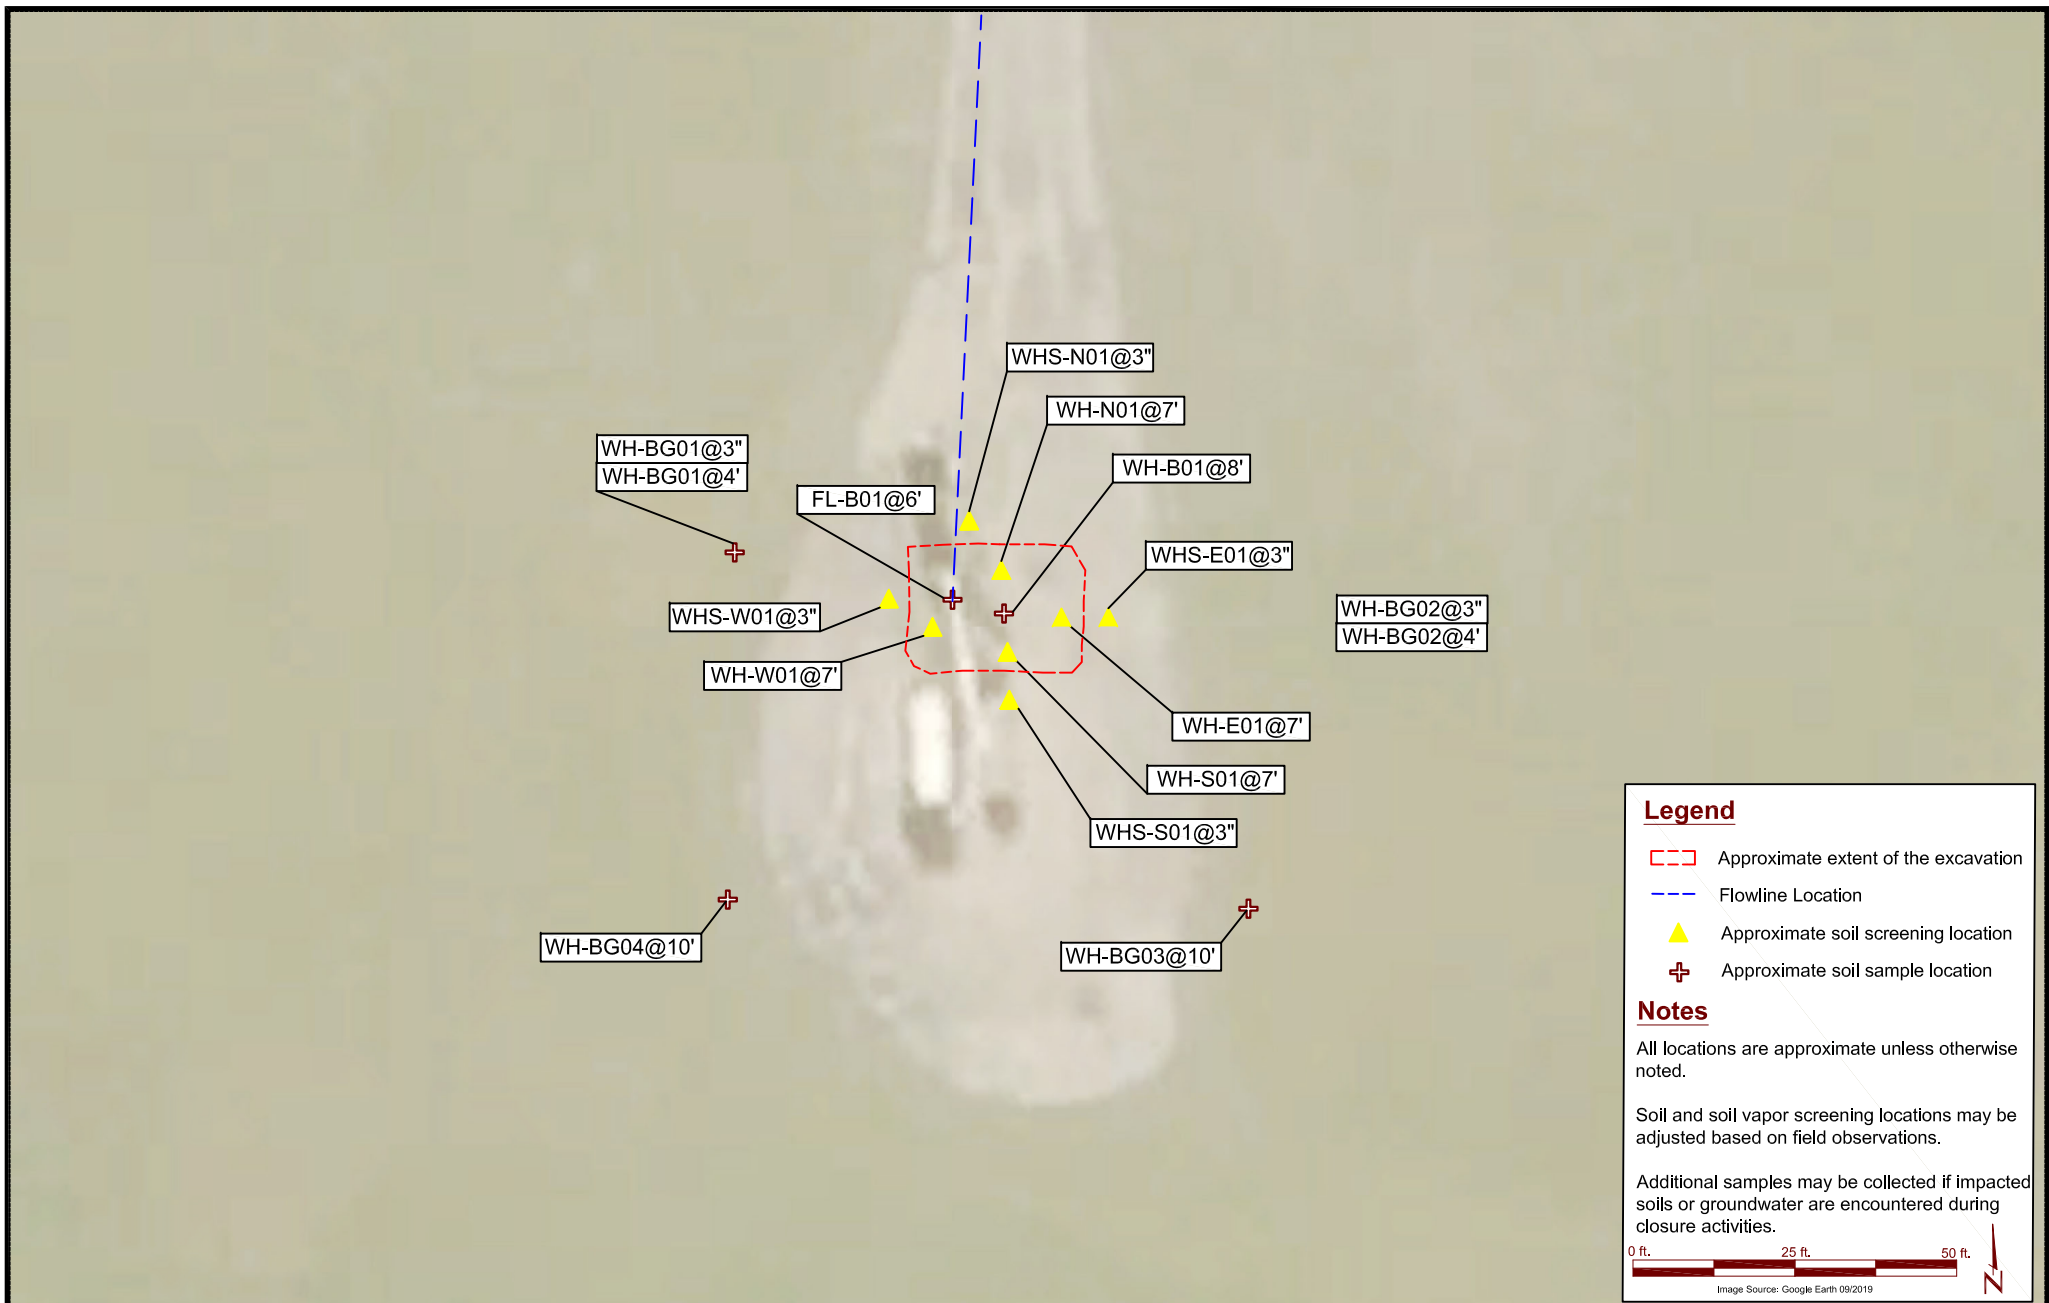 WHS-N01@3"
WH-N01@7'
WH-BG01@3"
WH-BG01@4'
WH-B01@8'
FL-B01@6'
WHS-E01@3"
WHS-W01@3"
WH-BG02@3"
WH-BG02@4'
WH-W01@7'
WH-E01@7'
WH-S01@7'
WHS-S01@3"
WH-BG04@10'
WH-BG03@10'
Legend
Approximate extent of the excavation
Flowline Location
Approximate soil screening location
Approximate soil sample location
Notes
All locations are approximate unless otherwise
noted.
Soil and soil vapor screening locations may be
adjusted based on field observations.
Additional samples may be collected if impacted
soils or groundwater are encountered during
closure activities.
0 ft. 25 ft. 50 ft.
Image Source: Google Earth 09/2019
N